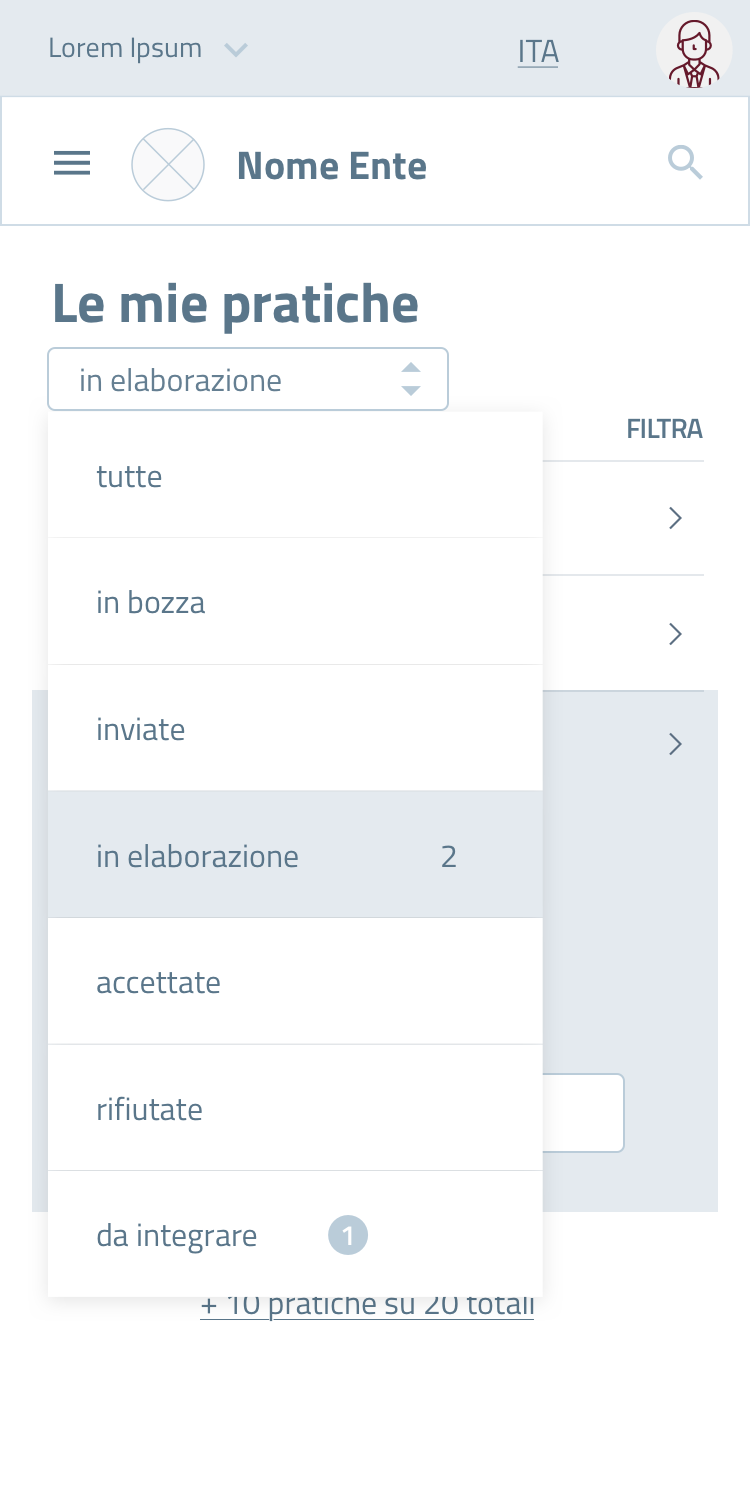 Lorem Ipsum
ITA
Nome Ente
Le mie pratiche
in elaborazione
FILTRA
tutte
in bozza
inviate
in elaborazione 2
accettate
rifiutate
da integrare 1
+ 10 pratiche su 20 totali